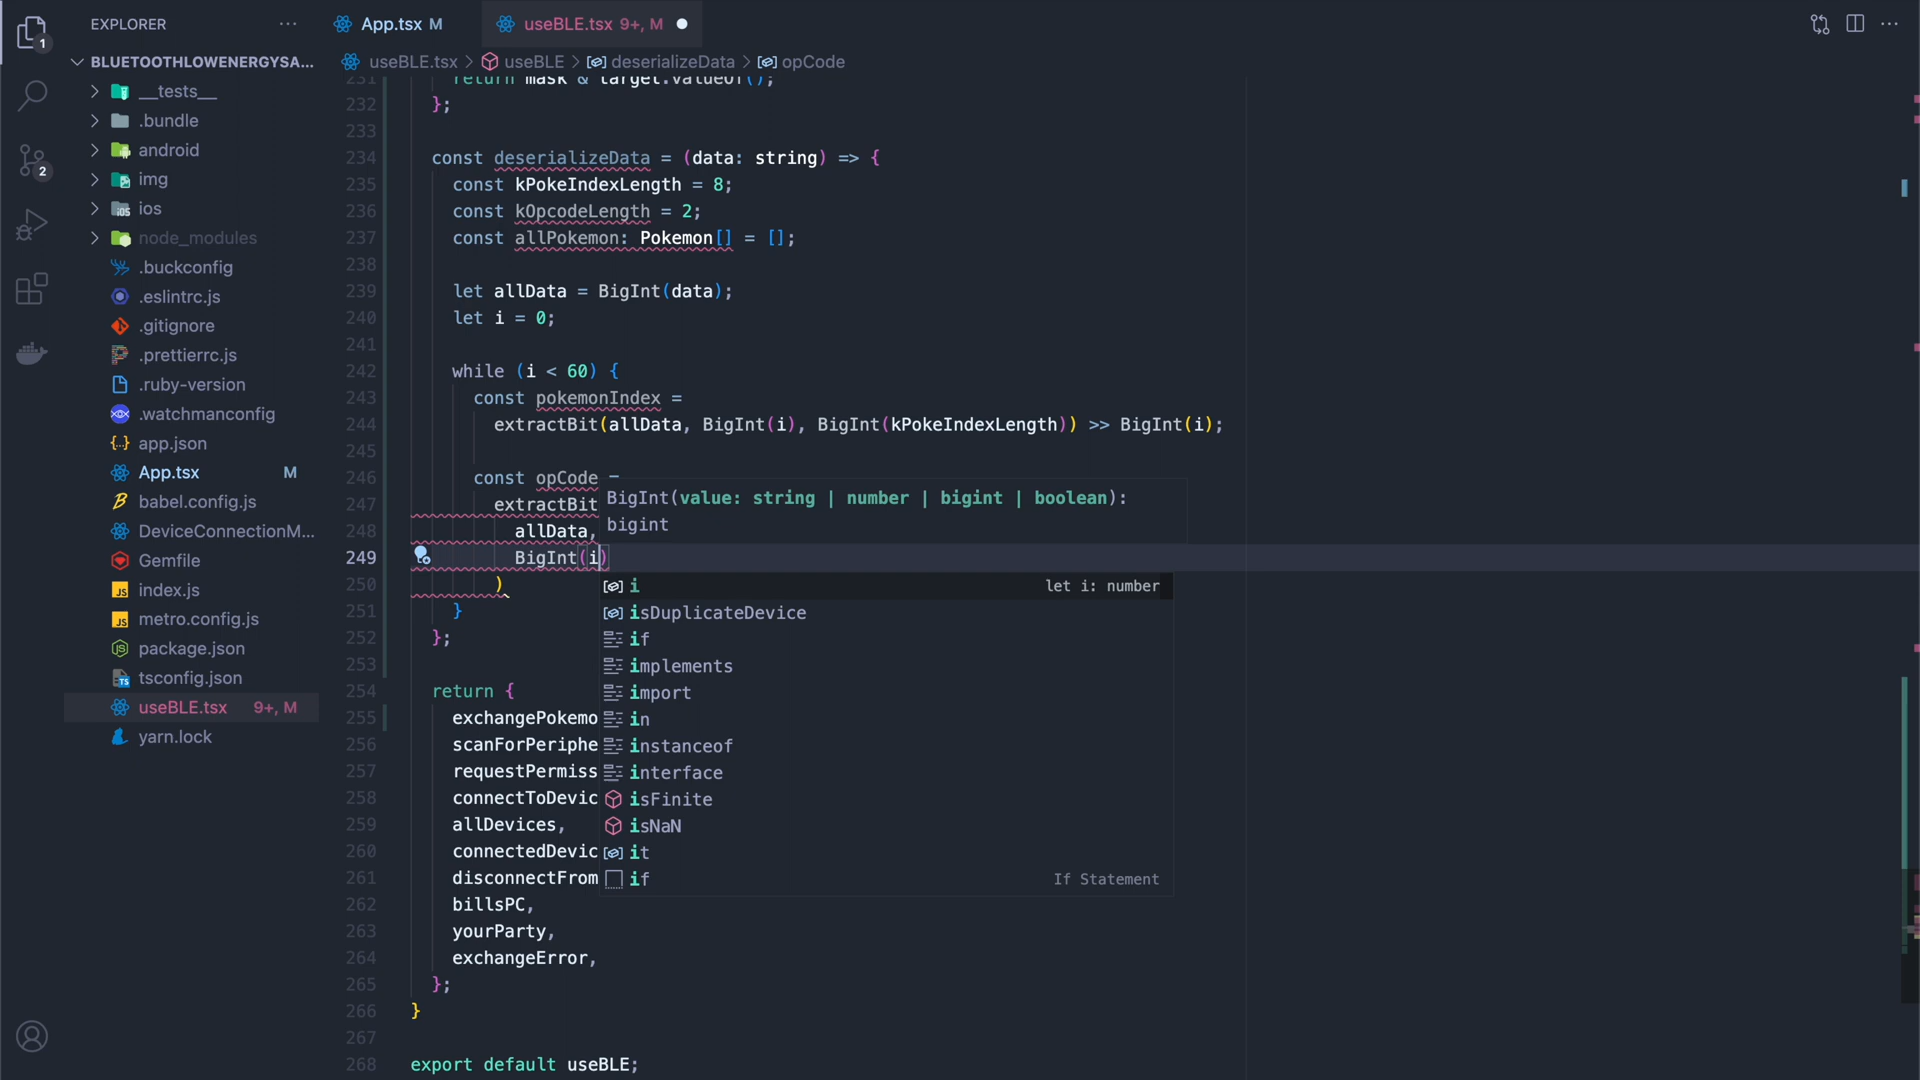 EXPLORER
App.tsx M
useBLE.tsx 9+, M
1
BLUETOOTHLOWENERGYSA...
useBLE.tsx > useBLE > deserializeData > opCode
__tests__
.bundle
android
img
ios
node_modules
.buckconfig
.eslintrc.js
.gitignore
.prettierrc.js
.ruby-version
.watchmanconfig
app.json
App.tsx M
babel.config.js
DeviceConnectionM...
Gemfile
index.js
metro.config.js
package.json
tsconfig.json
useBLE.tsx 9+, M
yarn.lock
2
231 return mask & target.valueOf();
232 };
233
234 const deserializeData = (data: string) => {
235 const kPokeIndexLength = 8;
236 const kOpcodeLength = 2;
237 const allPokemon: Pokemon[] = [];
238
239 let allData = BigInt(data);
240 let i = 0;
241
242 while (i < 60) {
243 const pokemonIndex =
244 extractBit(allData, BigInt(i), BigInt(kPokeIndexLength)) >> BigInt(i);
245
246 const opCode =
247 extractBit
248 allData,
249 BigInt(i)
250 )
251 }
252 };
253
254 return {
255 exchangePokemo
256 scanForPeriphe
257 requestPermiss
258 connectToDevic
259 allDevices,
260 connectedDevic
261 disconnectFrom
262 billsPC,
263 yourParty,
264 exchangeError,
265 };
266 }
267
268 export default useBLE;
BigInt(value: string | number | bigint | boolean):
bigint
i let i: number
isDuplicateDevice
if
implements
import
in
instanceof
interface
isFinite
isNaN
it
if If Statement